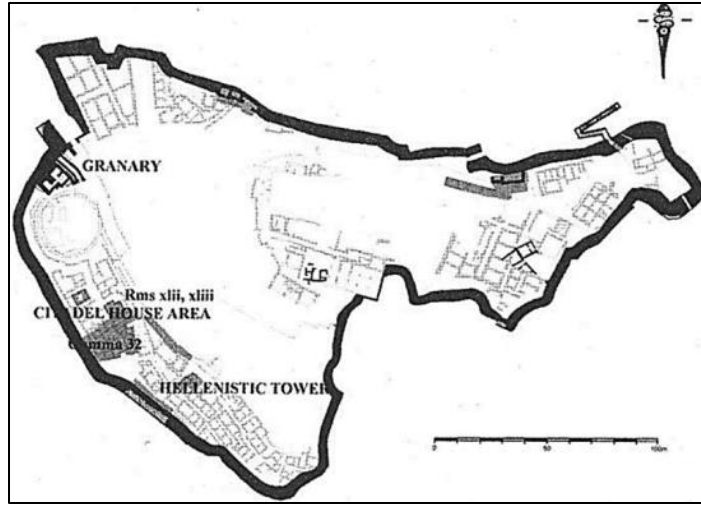 GRANARY
Rms xlii, xliii
CITADEL HOUSE AREA
Gamma 32
HELLENISTIC TOWER
0 50 100m